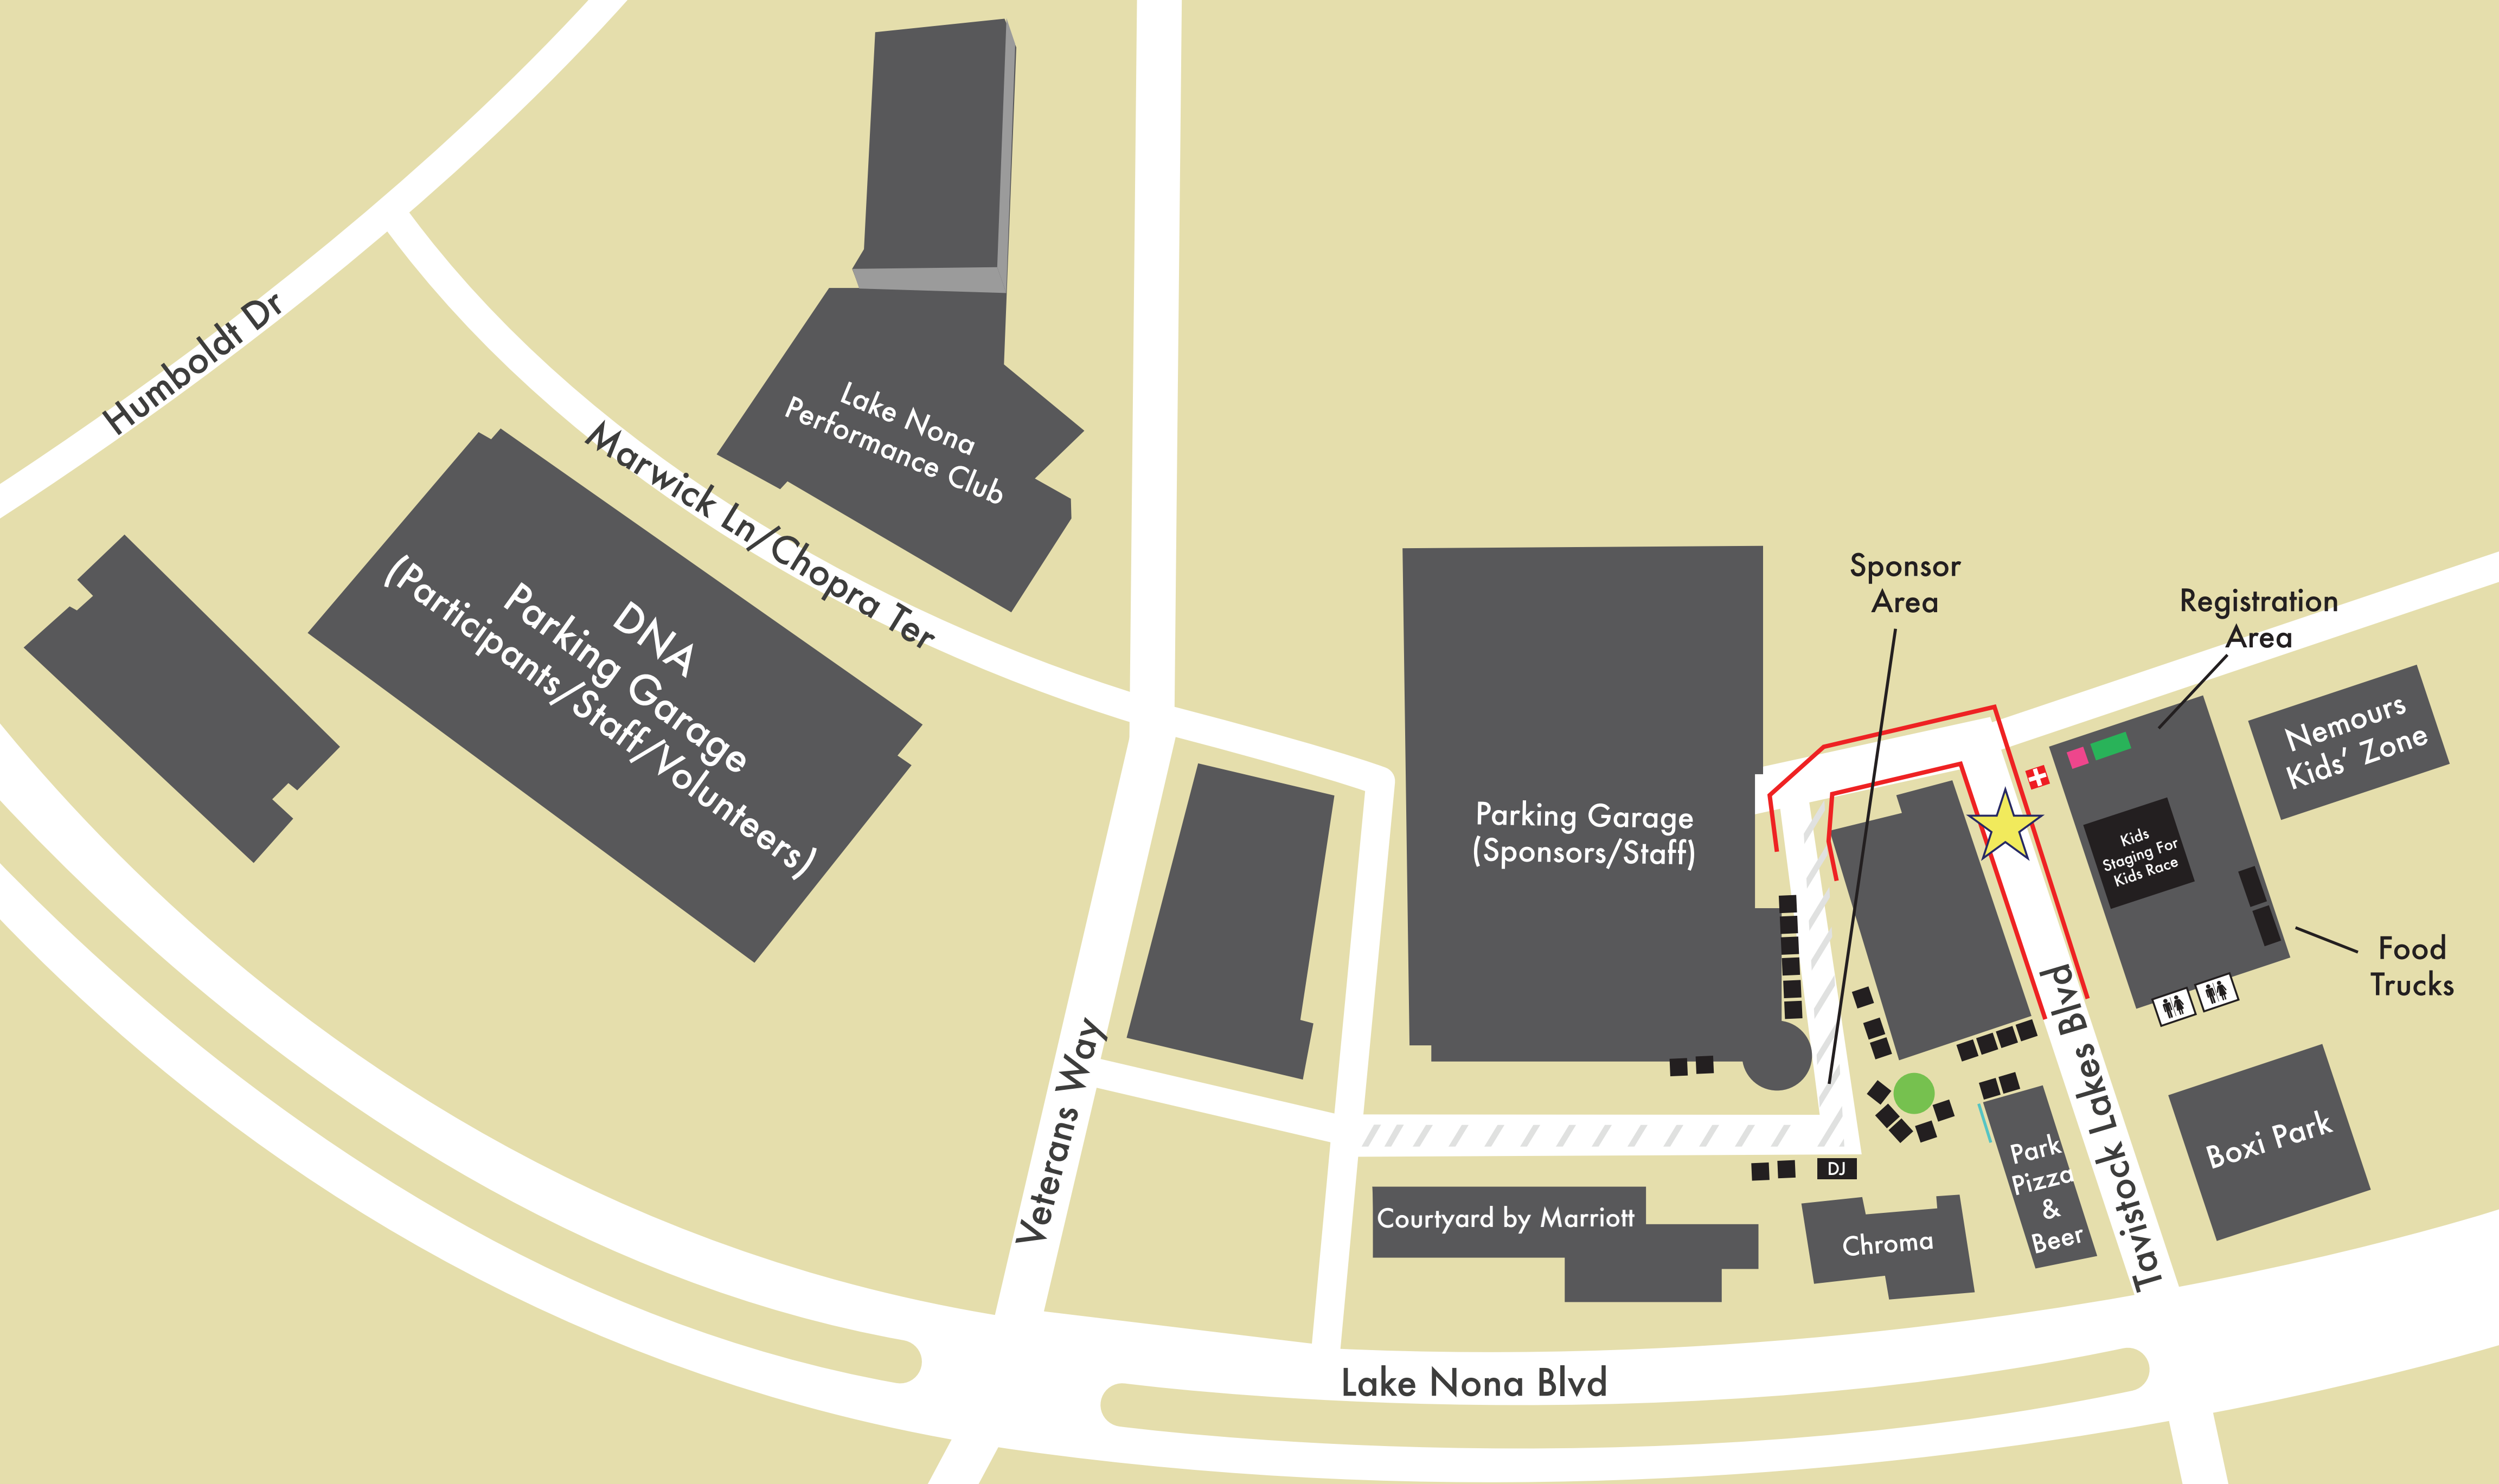 Humboldt Dr
Marwick Ln/Chopra Ter
Lake Nona
Performance Club
DNA
Parking Garage
(Participants/Staff/Volunteers)
Veterans Way
Parking Garage
(Sponsors/Staff)
Sponsor
Area
Registration
Area
Nemours
Kids' Zone
Kids
Staging For
Kids Race
Food
Trucks
Tavistock Lakes Blvd
Boxi Park
Park
Pizza
&
Beer
DJ
Courtyard by Marriott
Chroma
Lake Nona Blvd